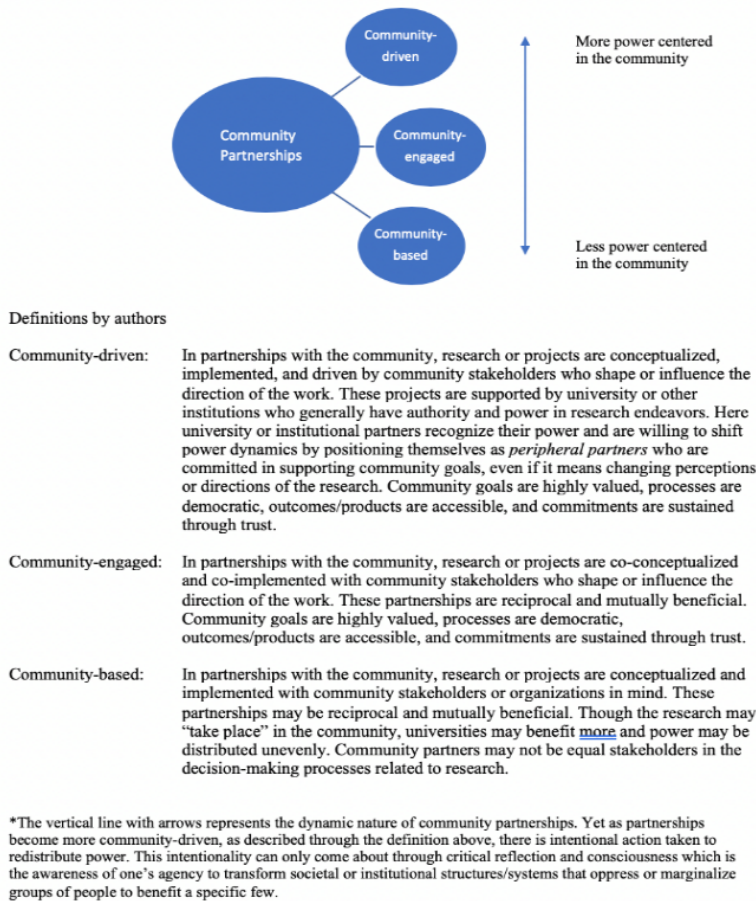 Community-
driven
More power centered
in the community
Community
Partnerships
Community-
engaged
Community-
based
Less power centered
in the community
Definitions by authors
Community-driven: In partnerships with the community, research or projects are conceptualized,
implemented, and driven by community stakeholders who shape or influence the
direction of the work. These projects are supported by university or other
institutions who generally have authority and power in research endeavors. Here
university or institutional partners recognize their power and are willing to shift
power dynamics by positioning themselves as peripheral partners who are
committed in supporting community goals, even if it means changing perceptions
or directions of the research. Community goals are highly valued, processes are
democratic, outcomes/products are accessible, and commitments are sustained
through trust.
Community-engaged: In partnerships with the community, research or projects are co-conceptualized
and co-implemented with community stakeholders who shape or influence the
direction of the work. These partnerships are reciprocal and mutually beneficial.
Community goals are highly valued, processes are democratic,
outcomes/products are accessible, and commitments are sustained through trust.
Community-based: In partnerships with the community, research or projects are conceptualized and
implemented with community stakeholders or organizations in mind. These
partnerships may be reciprocal and mutually beneficial. Though the research may
“take place” in the community, universities may benefit more and power may be
distributed unevenly. Community partners may not be equal stakeholders in the
decision-making processes related to research.
*The vertical line with arrows represents the dynamic nature of community partnerships. Yet as partnerships
become more community-driven, as described through the definition above, there is intentional action taken to
redistribute power. This intentionality can only come about through critical reflection and consciousness which is
the awareness of one’s agency to transform societal or institutional structures/systems that oppress or marginalize
groups of people to benefit a specific few.